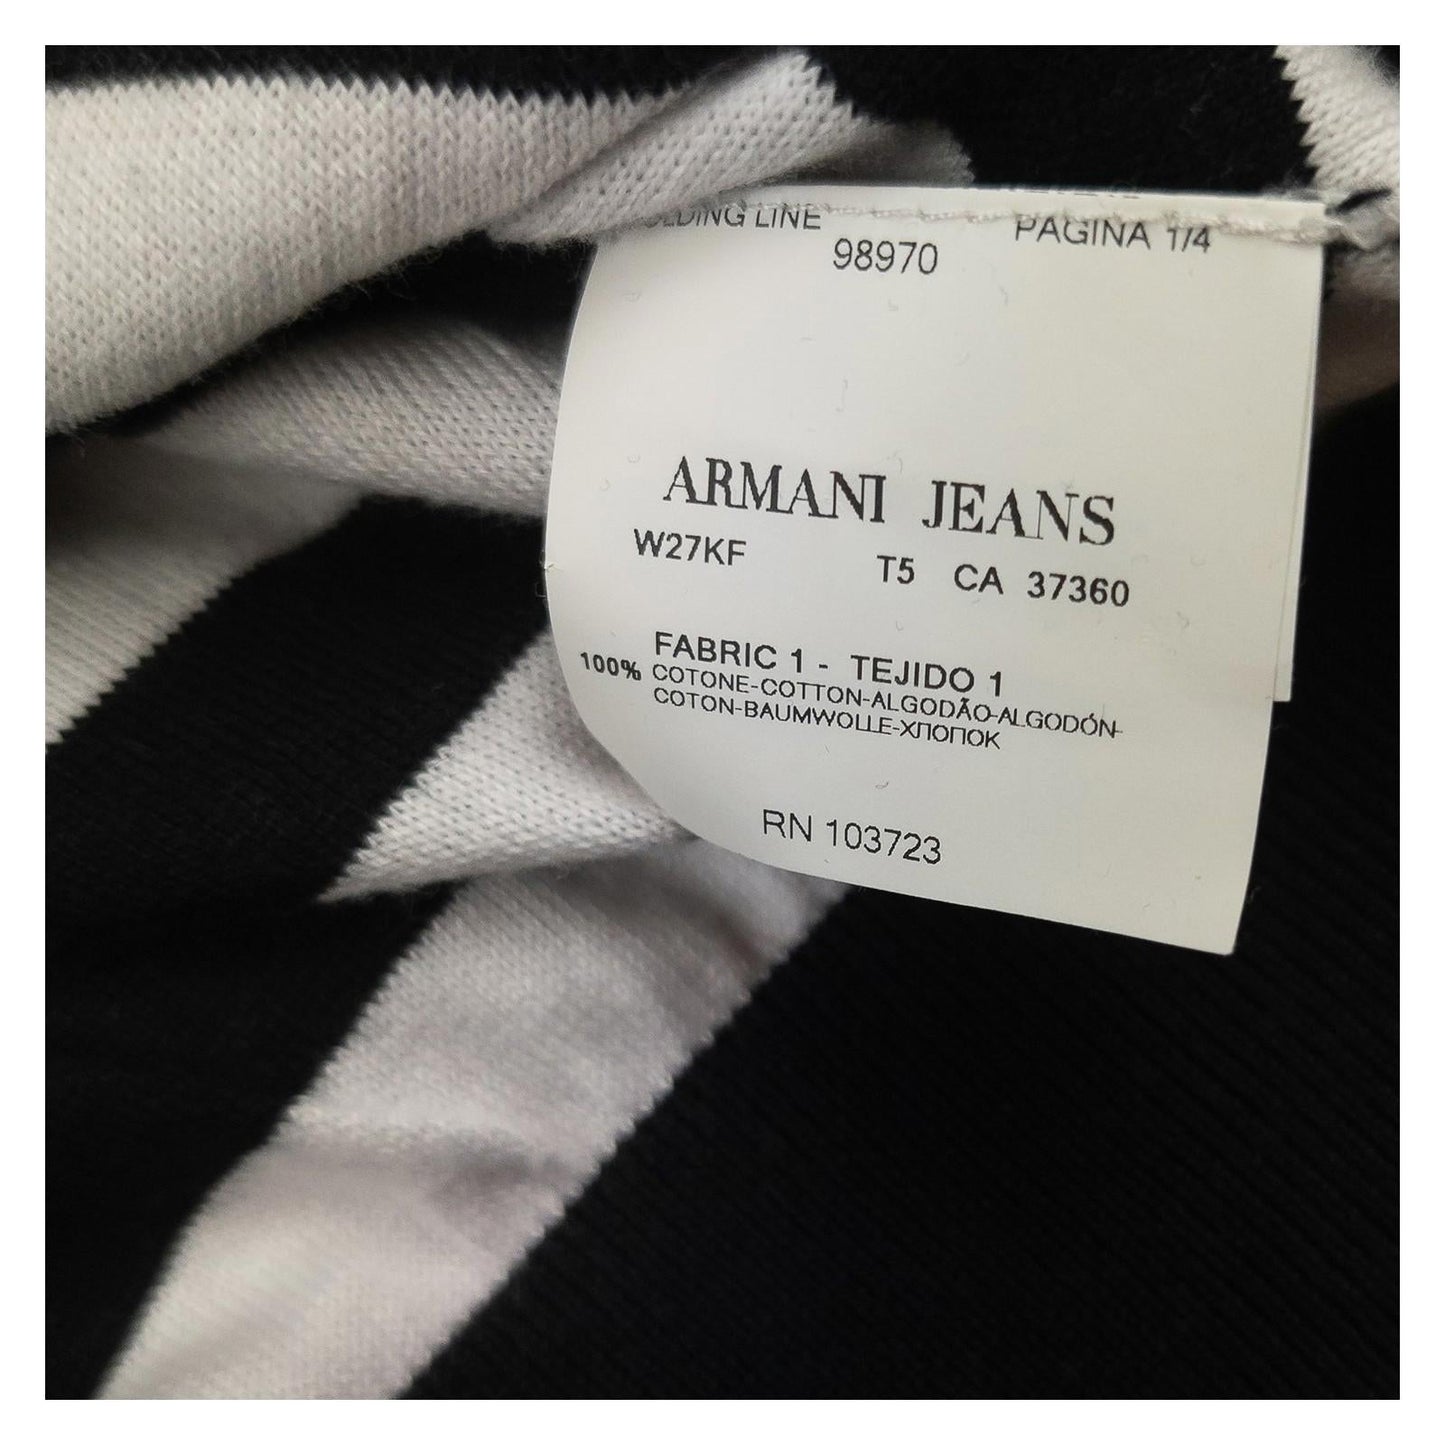 LINE
PAGINA 1/4
98970
ARMANI JEANS
W27KF T5 CA 37360
FABRIC 1 - TEJIDO 1
100% COTONE-COTTON-ALGODÃO-ALGODÓN-
COTON-BAUMWOLLE-ХЛОПОК
RN 103723